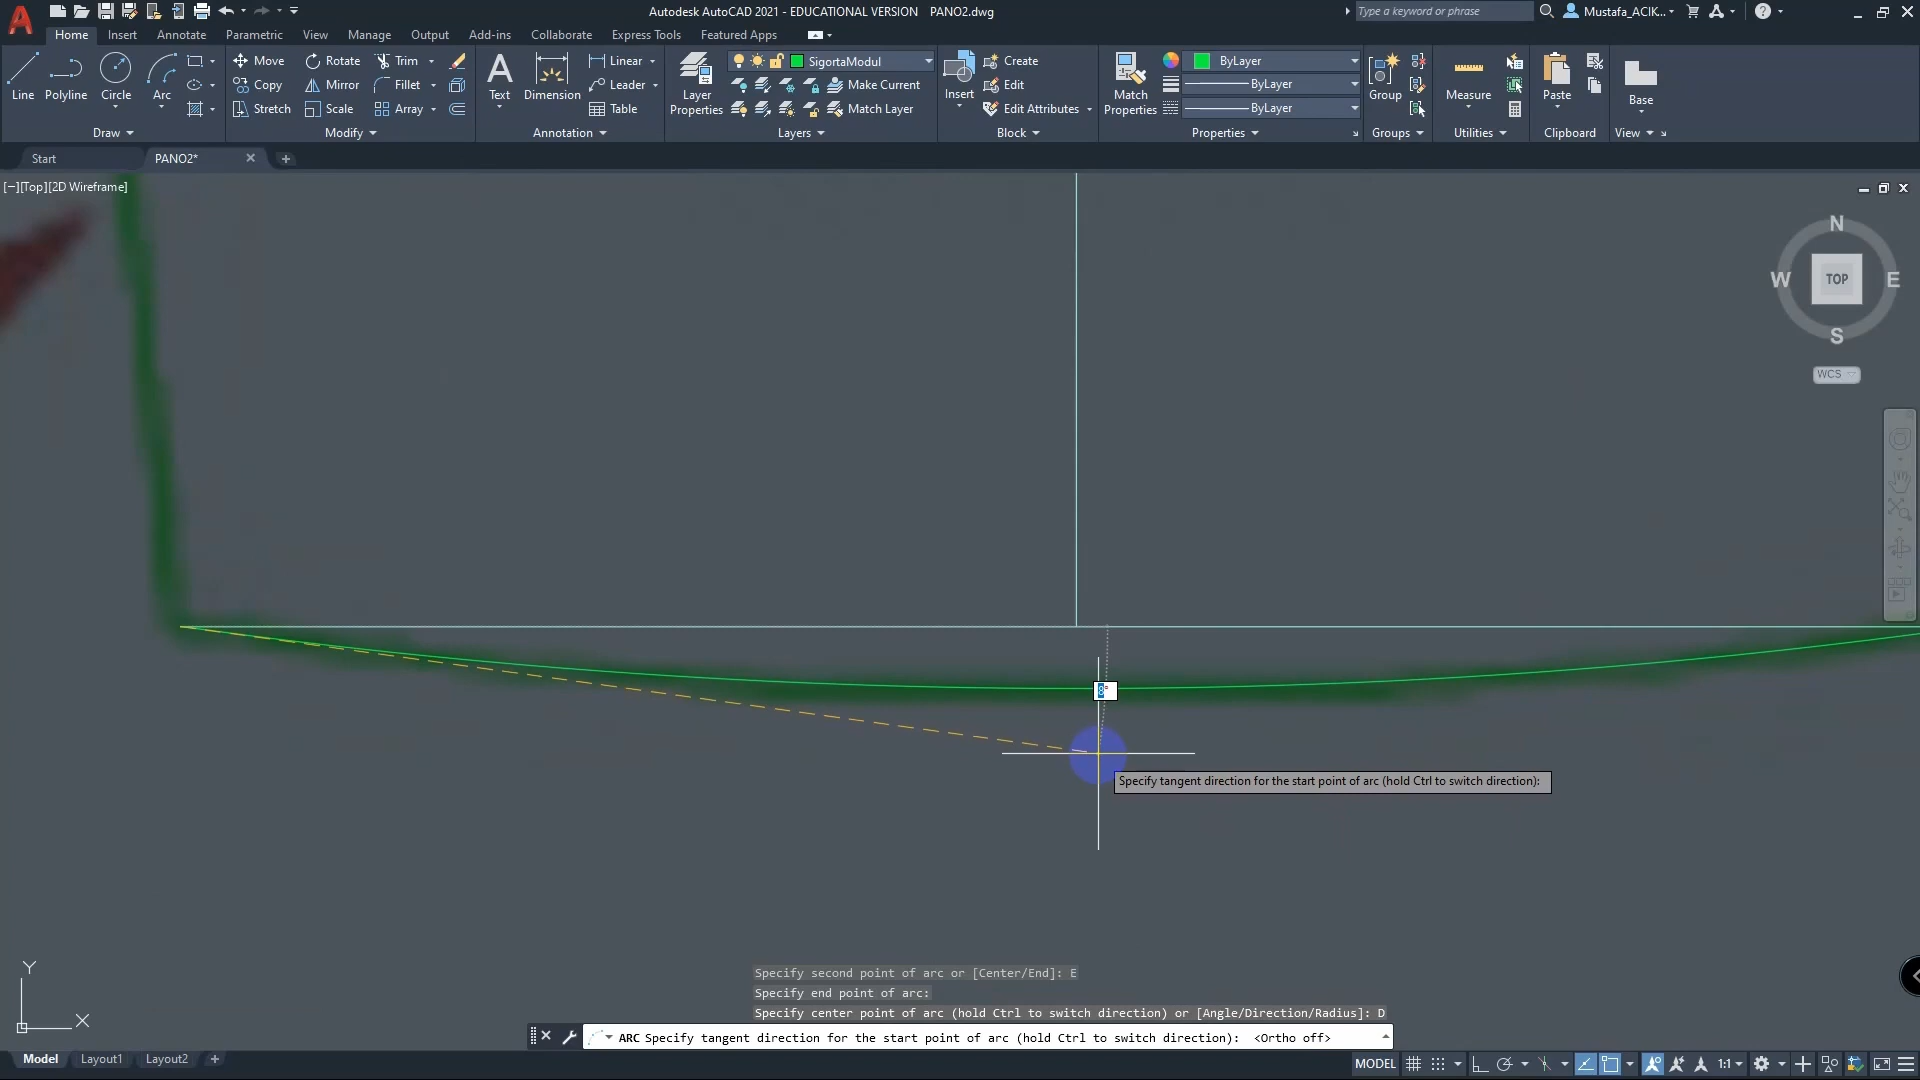 Autodesk AutoCAD 2021 - EDUCATIONAL VERSION PANO2.dwg
Type a keyword or phrase
Mustafa_ACIK...
Home Insert Annotate Parametric View Manage Output Add-ins Collaborate Express Tools Featured Apps
Line Polyline Circle Arc
Move Rotate Trim
Copy Mirror Fillet
Stretch Scale Array
Text Dimension
Linear
Leader
Table
Layer Properties
SigortaModul
Make Current
Match Layer
Insert
Create
Edit
Edit Attributes
Match Properties
ByLayer
ByLayer
ByLayer
Group
Measure
Paste
Base
Draw Modify Annotation Layers Block Properties Groups Utilities Clipboard View
Start PANO2*
[−][Top][2D Wireframe]
N
W TOP E
S
WCS
8°
Specify tangent direction for the start point of arc (hold Ctrl to switch direction):
Y
X
Specify second point of arc or [Center/End]: E
Specify end point of arc:
Specify center point of arc (hold Ctrl to switch direction) or [Angle/Direction/Radius]: D
ARC Specify tangent direction for the start point of arc (hold Ctrl to switch direction): <Ortho off>
Model Layout1 Layout2
MODEL 1:1